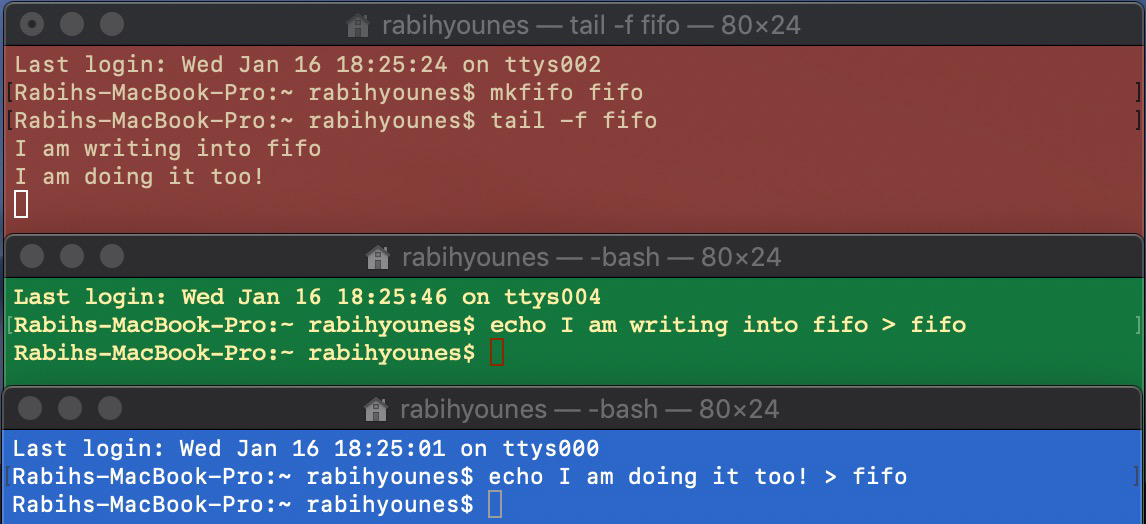 rabihyounes — tail -f fifo — 80×24
Last login: Wed Jan 16 18:25:24 on ttys002
[Rabihs-MacBook-Pro:~ rabihyounes$ mkfifo fifo ]
[Rabihs-MacBook-Pro:~ rabihyounes$ tail -f fifo ]
I am writing into fifo
I am doing it too!
rabihyounes — -bash — 80×24
Last login: Wed Jan 16 18:25:46 on ttys004
[Rabihs-MacBook-Pro:~ rabihyounes$ echo I am writing into fifo > fifo ]
Rabihs-MacBook-Pro:~ rabihyounes$
rabihyounes — -bash — 80×24
Last login: Wed Jan 16 18:25:01 on ttys000
[Rabihs-MacBook-Pro:~ rabihyounes$ echo I am doing it too! > fifo ]
Rabihs-MacBook-Pro:~ rabihyounes$